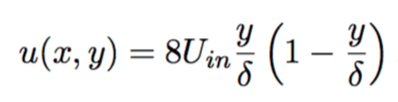 u(x, y) = 8U_{in} \frac{y}{\delta} \left( 1 - \frac{y}{\delta} \right)